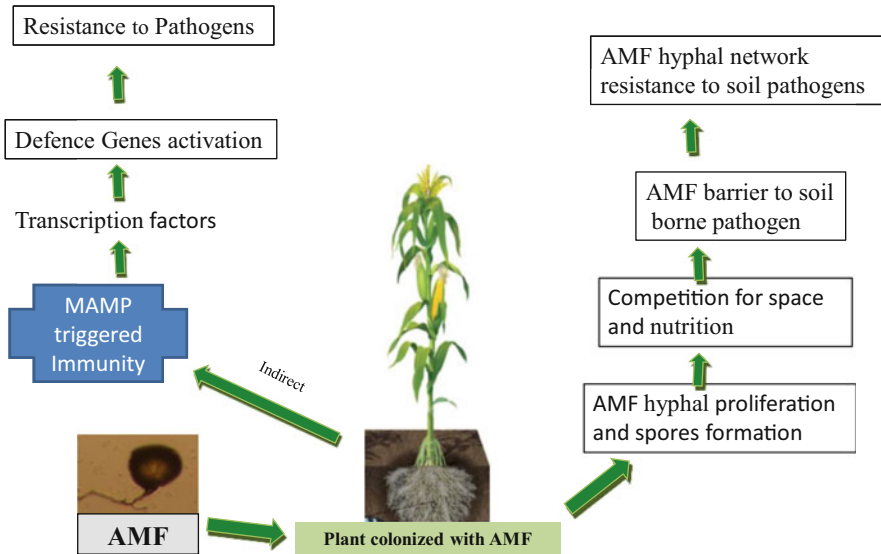 Resistance to Pathogens
Defence Genes activation
Transcription factors
MAMP
triggered
Immunity
Indirect
AMF
Plant colonized with AMF
AMF hyphal network
resistance to soil pathogens
AMF barrier to soil
borne pathogen
Competition for space
and nutrition
AMF hyphal proliferation
and spores formation